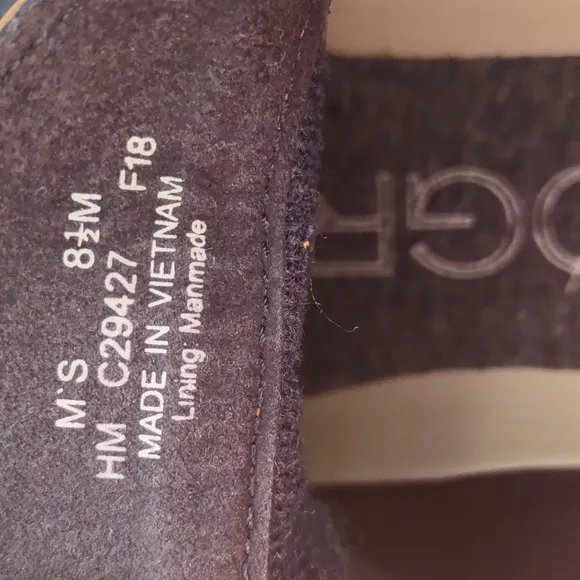 M'S 8½M
HM C29427 F18
MADE IN VIETNAM
Lining Manmade